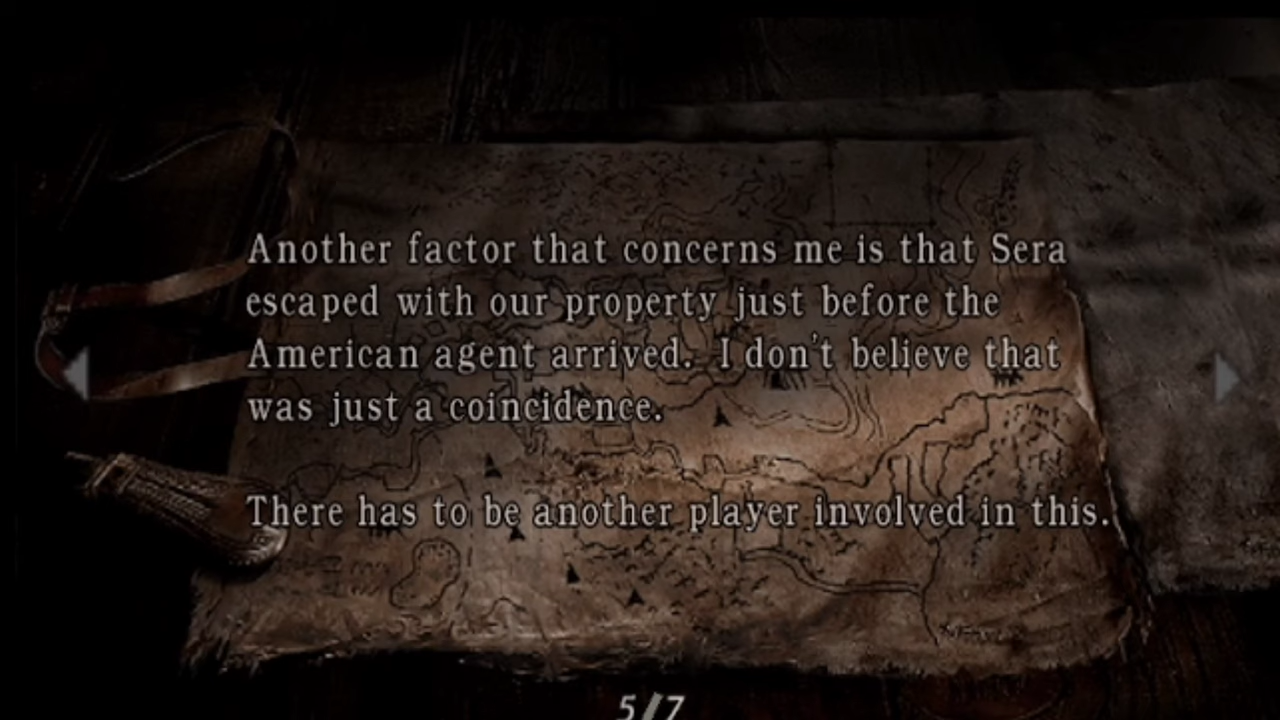 Another factor that concerns me is that Sera
escaped with our property just before the
American agent arrived. I don't believe that
was just a coincidence.
There has to be another player involved in this.
5/7